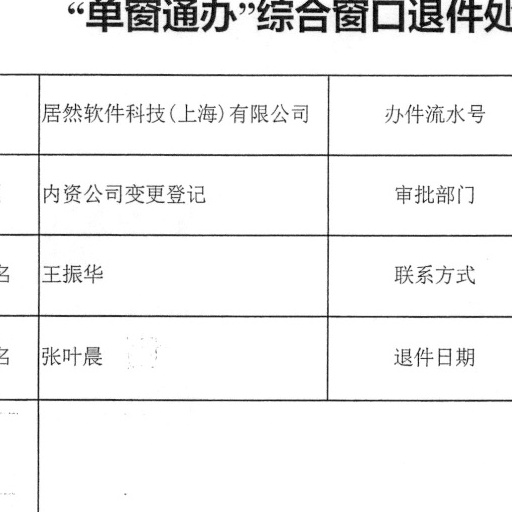 “单窗通办”综合窗口退件处
居然软件科技(上海)有限公司 办件流水号
内资公司变更登记 审批部门
名 王振华 联系方式
名 张叶晨 退件日期